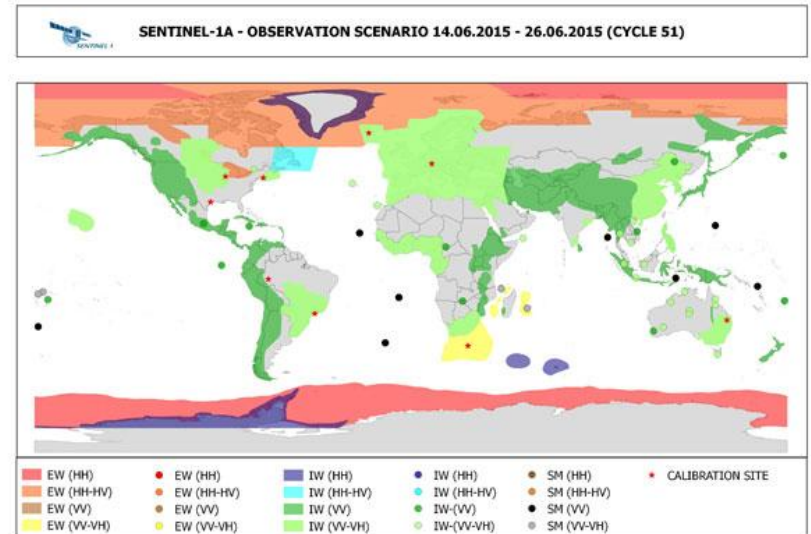 SENTINEL-1
SENTINEL-1A - OBSERVATION SCENARIO 14.06.2015 - 26.06.2015 (CYCLE 51)
EW (HH) EW (HH) IW (HH) IW (HH) SM (HH) CALIBRATION SITE
EW (HH-HV) EW (HH-HV) IW (HH-HV) IW (HH-HV) SM (HH-HV)
EW (VV) EW (VV) IW (VV) IW-(VV) SM (VV)
EW (VV-VH) EW (VV-VH) IW (VV-VH) IW-(VV-VH) SM (VV-VH)